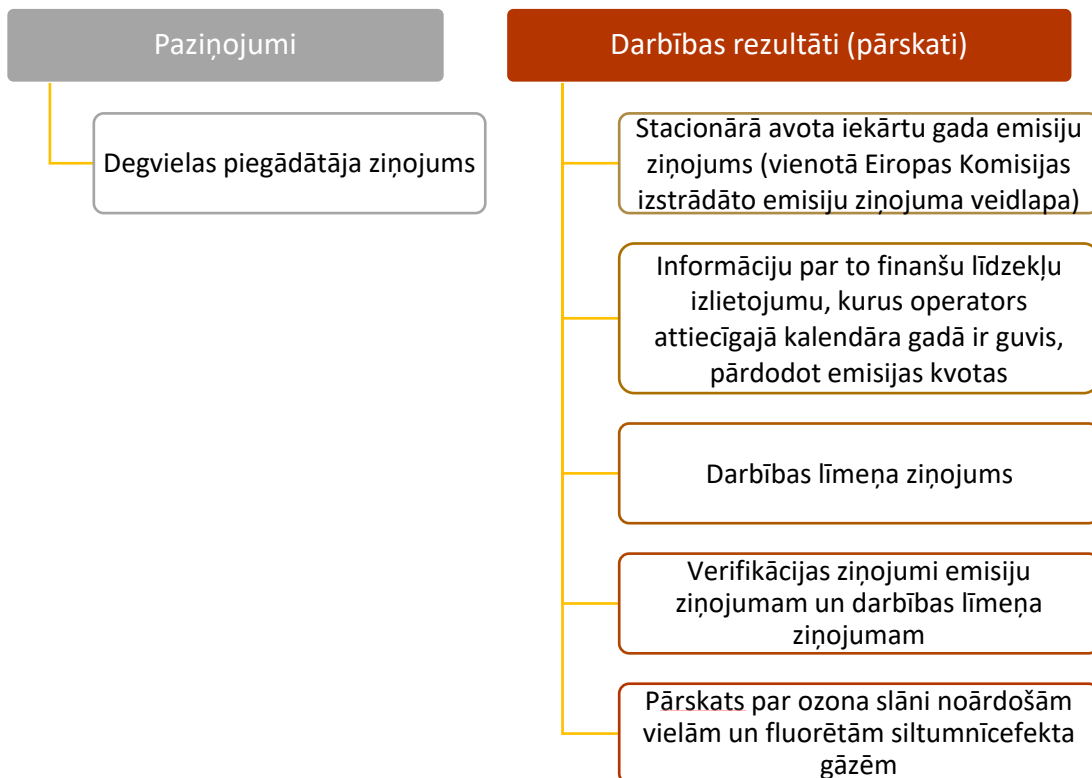 Paziņojumi
Degvielas piegādātāja ziņojums
Darbības rezultāti (pārskati)
Stacionārā avota iekārtu gada emisiju
ziņojums (vienotā Eiropas Komisijas
izstrādāto emisiju ziņojuma veidlapa)
Informāciju par to finanšu līdzekļu
izlietojumu, kurus operators
attiecīgajā kalendāra gadā ir guvis,
pārdodot emisijas kvotas
Darbības līmeņa ziņojums
Verifikācijas ziņojumi emisiju
ziņojumam un darbības līmeņa
ziņojumam
Pārskats par ozona slāni noārdošām
vielām un fluorētām siltumnīcefekta
gāzēm